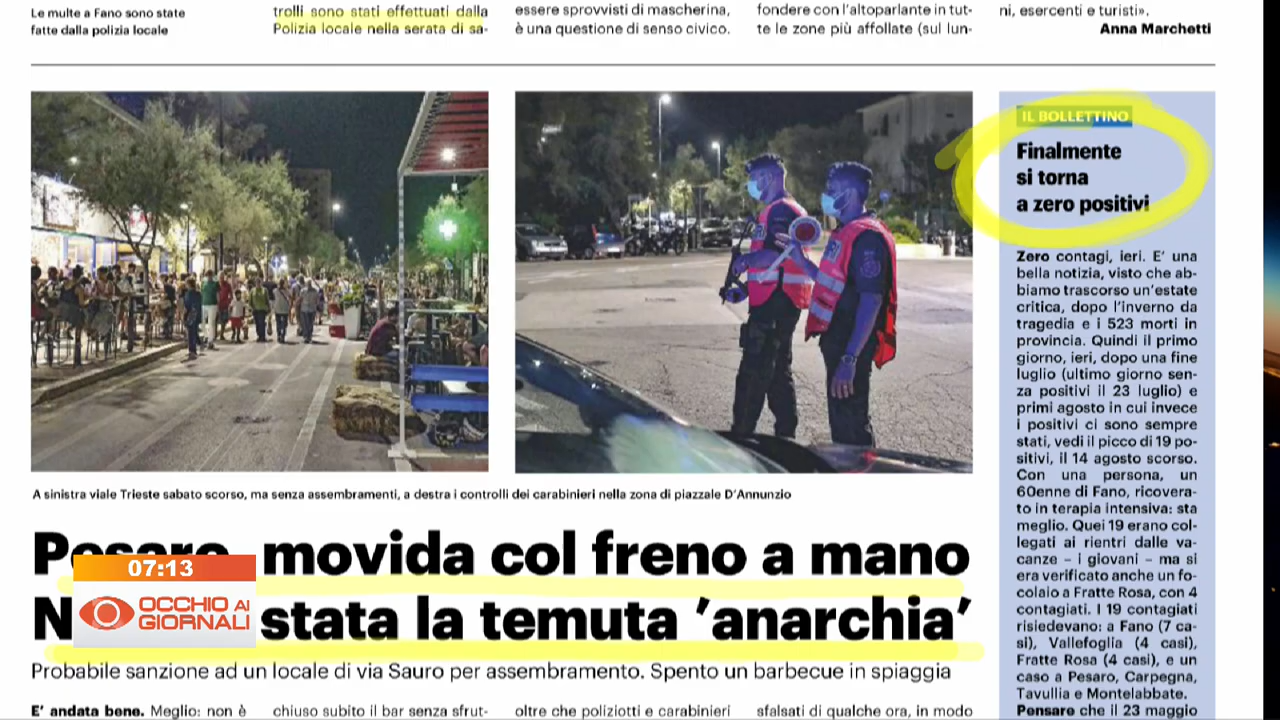 Le multe a Fano sono state
fatte dalla polizia locale
trolli sono stati effettuati dalla
Polizia locale nella serata di sa-
essere sprovvisti di mascherina,
è una questione di senso civico.
fondere con l'altoparlante in tut-
te le zone più affollate (sul lun-
ni, esercenti e turisti».
Anna Marchetti
A sinistra viale Trieste sabato scorso, ma senza assembramenti, a destra i controlli dei carabinieri nella zona di piazzale D'Annunzio
Pesaro, movida col freno a mano
stata la temuta 'anarchia'
07:13
OCCHIO AI
GIORNALI
Probabile sanzione ad un locale di via Sauro per assembramento. Spento un barbecue in spiaggia
E' andata bene. Meglio: non è
chiuso subito il bar senza sfrut-
oltre che poliziotti e carabinieri
sfalsati di qualche ora, in modo
IL BOLLETTINO
Finalmente
si torna
a zero positivi
Zero contagi, ieri. E' una
bella notizia, visto che ab-
biamo trascorso un'estate
critica, dopo l'inverno da
tragedia e i 523 morti in
provincia. Quindi il primo
giorno, ieri, dopo una fine
luglio (ultimo giorno sen-
za positivi il 23 luglio) e
primi agosto in cui invece
i positivi ci sono sempre
stati, vedi il picco di 19 po-
sitivi, il 14 agosto scorso.
Con una persona, un
60enne di Fano, ricovera-
to in terapia intensiva: sta
meglio. Quei 19 erano col-
legati ai rientri dalle va-
canze – i giovani – ma si
era verificato anche un fo-
colaio a Fratte Rosa, con 4
contagiati. I 19 contagiati
risiedevano: a Fano (7 ca-
si), Vallefoglia (4 casi),
Fratte Rosa (4 casi), e un
caso a Pesaro, Carpegna,
Tavullia e Montelabbate.
Pensare che il 23 maggio